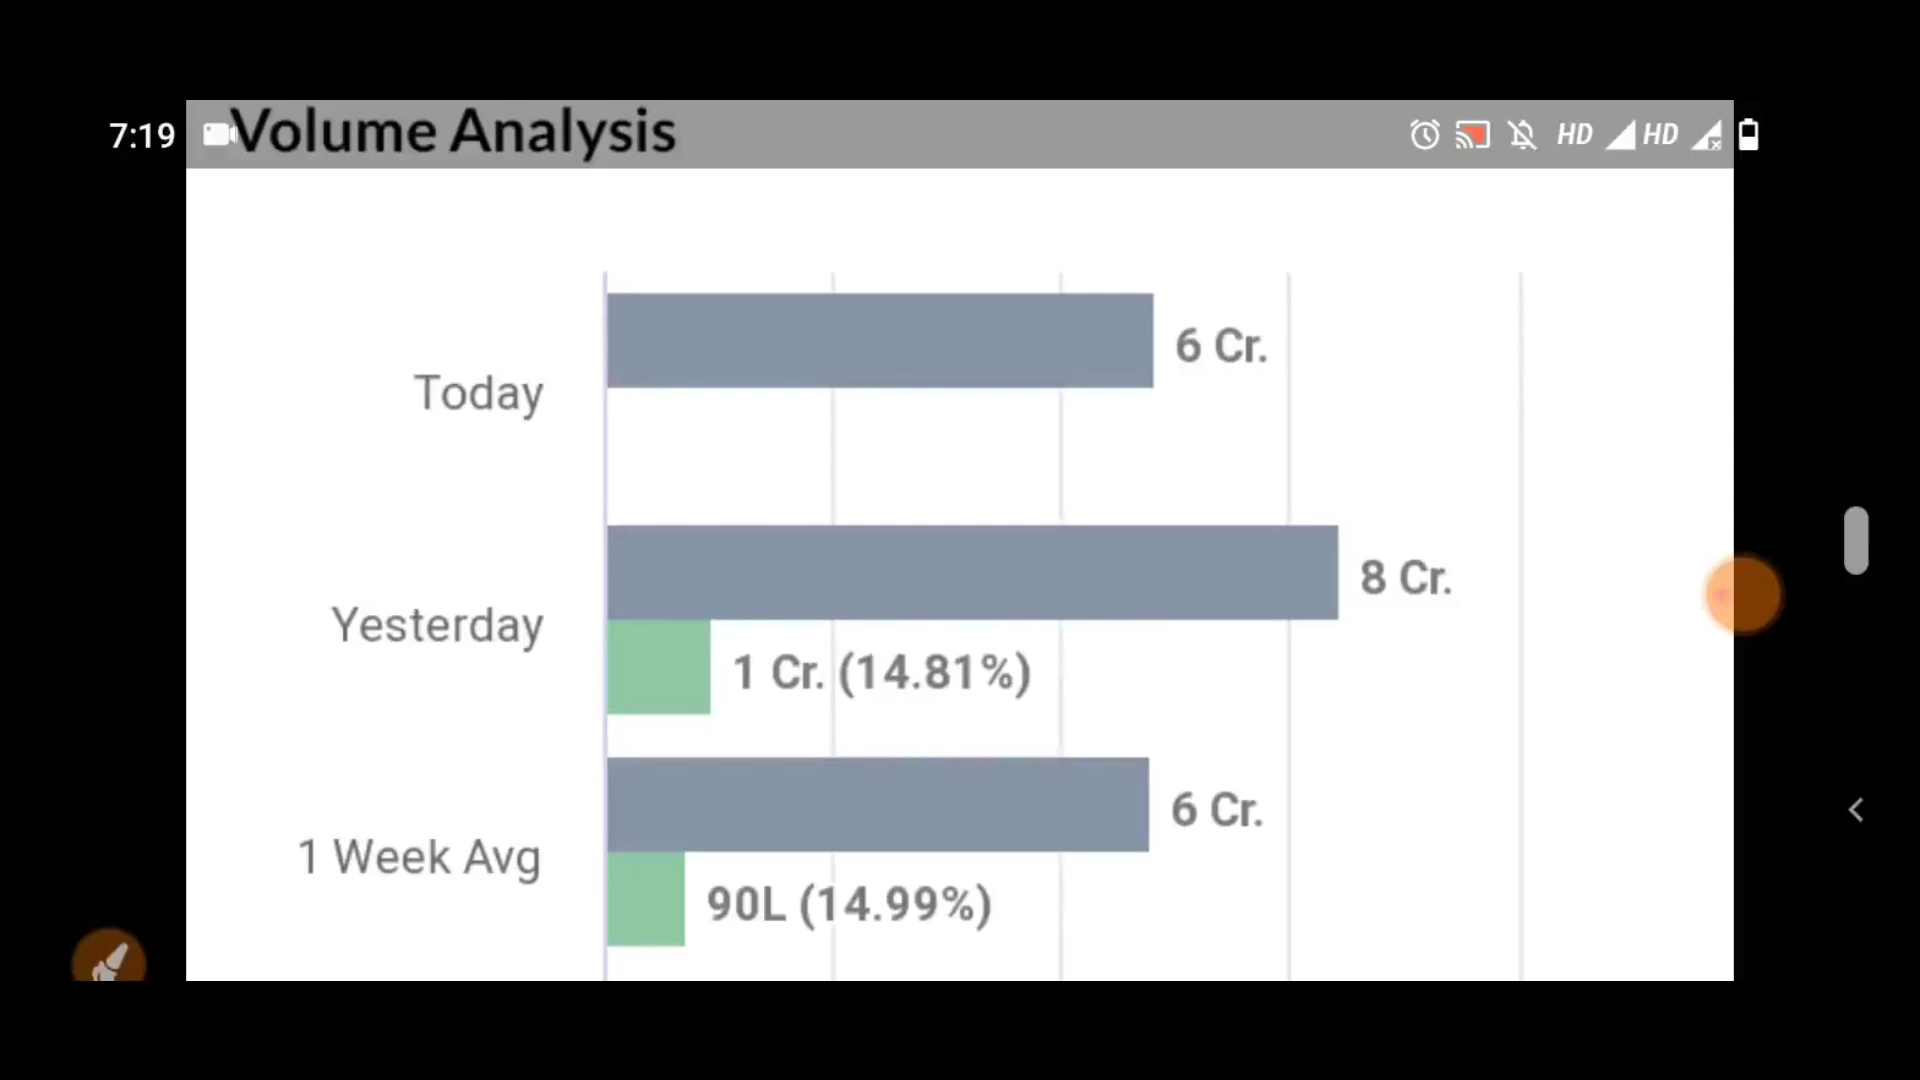 7:19
Volume Analysis
HD HD
Today
6 Cr.
Yesterday
8 Cr.
1 Cr. (14.81%)
1 Week Avg
6 Cr.
90L (14.99%)